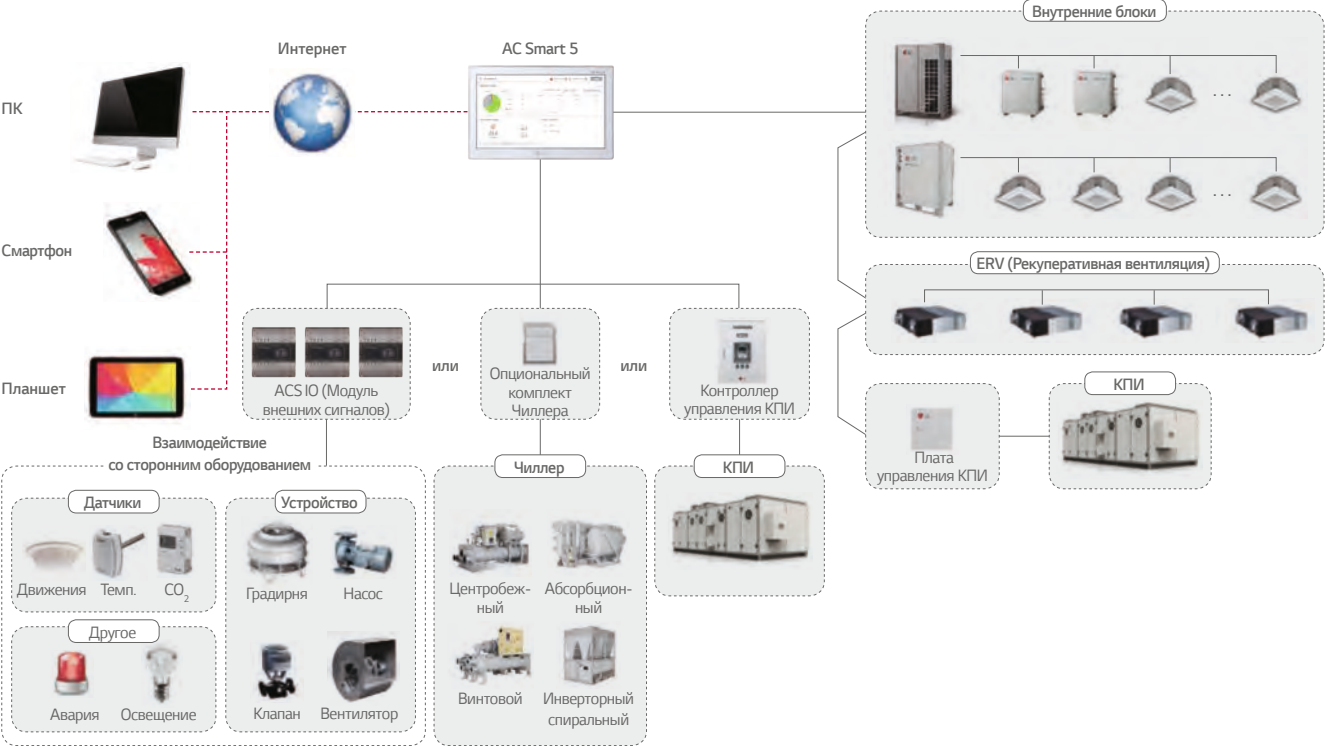 Внутренние блоки
Интернет
AC Smart 5
ПК
. . .
. . .
Смартфон
ERV (Рекуперативная вентиляция)
Планшет
ACS IO (Модуль
внешних сигналов)
или
Опциональный
комплект
Чиллера
или
Контроллер
управления КПИ
КПИ
Плата
управления КПИ
Взаимодействие
со сторонним оборудованием
Датчики
Движения
Темп.
CO2
Другое
Авария
Освещение
Устройство
Градирня
Насос
Клапан
Вентилятор
Чиллер
Центробеж-
ный
Абсорбцион-
ный
Винтовой
Инверторный
спиральный
КПИ